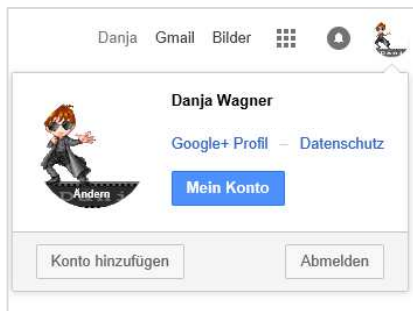 Danja Gmail Bilder
Danja Wagner
Google+ Profil – Datenschutz
Mein Konto
Ändern
Konto hinzufügen Abmelden